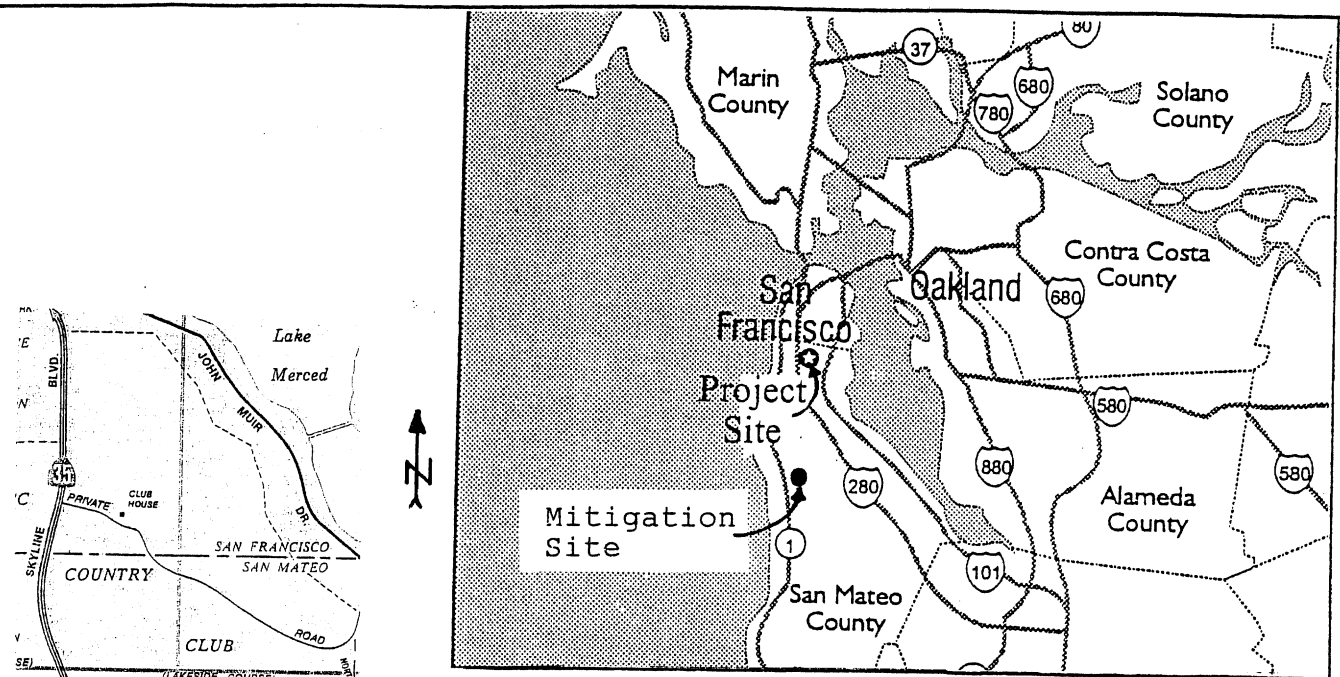 80
37
Marin
County
680
780
Solano
County
Contra Costa
County
San
Francisco
Oakland
680
Project
Site
580
580
880
280
Alameda
County
Mitigation
Site
1
101
San Mateo
County
Lake
Merced
BLVD.
JOHN
MUIR
DR.
35
PRIVATE
CLUB
HOUSE
SKYLINE
SAN FRANCISCO
SAN MATEO
COUNTRY
CLUB
ROAD
N
(LAKESIDE COURSE)